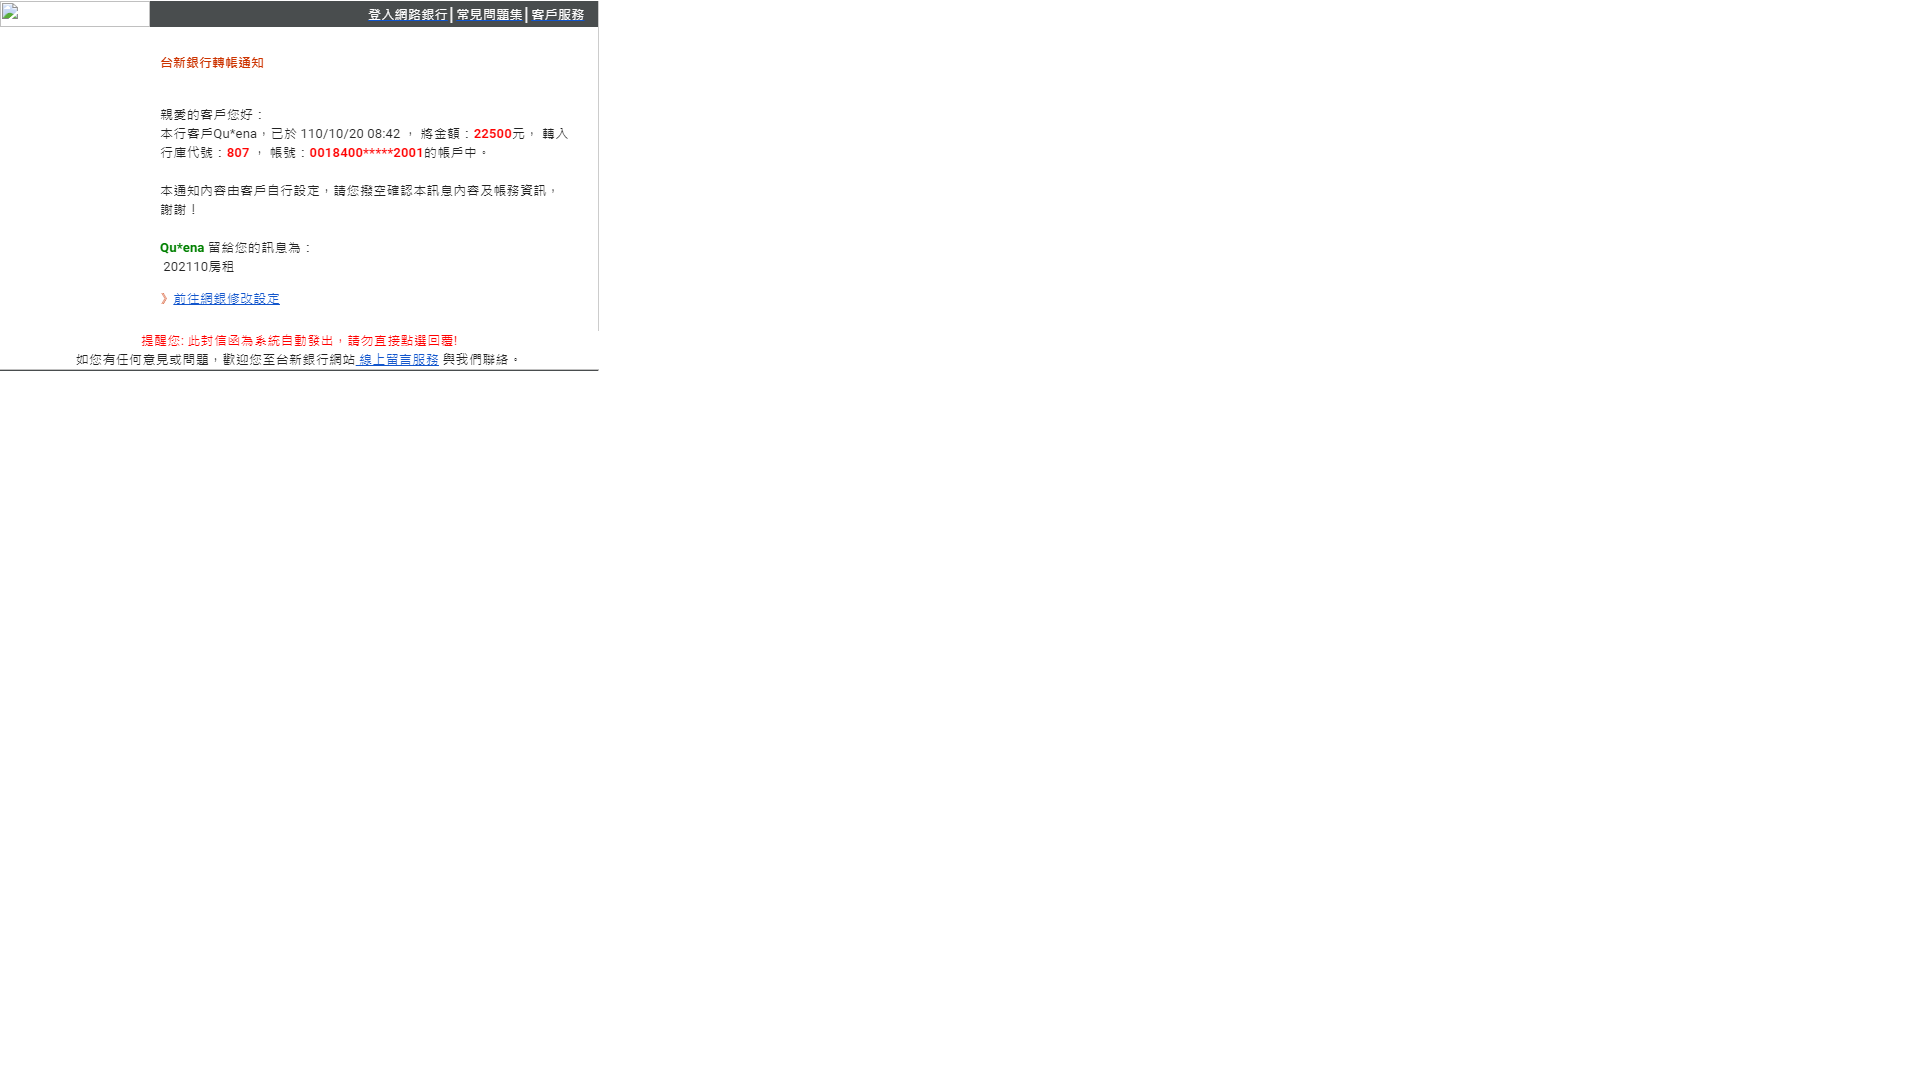 登入網路銀行┃常見問題集┃客戶服務
台新銀行轉帳通知
親愛的客戶您好：
本行客戶Qu*ena，已於 110/10/20 08:42 ， 將金額：22500元， 轉入
行庫代號：807 ， 帳號：0018400*****2001的帳戶中。
本通知內容由客戶自行設定，請您撥空確認本訊息內容及帳務資訊，
謝謝！
Qu*ena 留給您的訊息為：
202110房租
》前往網銀修改設定
提醒您: 此封信函為系統自動發出，請勿直接點選回覆!
如您有任何意見或問題，歡迎您至台新銀行網站 線上留言服務 與我們聯絡。